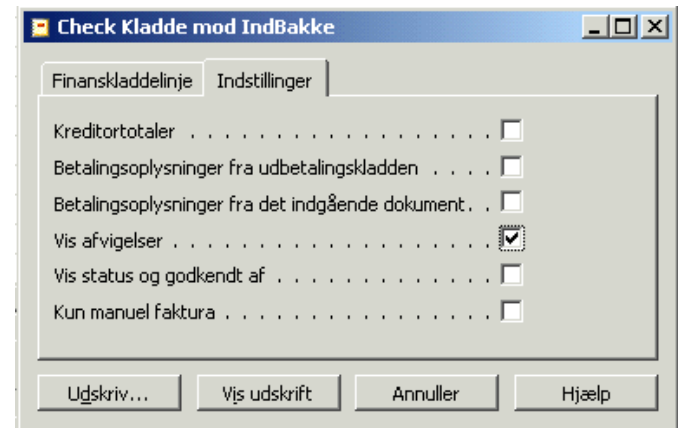 Check Kladde mod IndBakke
Finanskladdelinje Indstillinger
Kreditortotaler . . . . . . . . . . . . . . . . . .
Betalingsoplysninger fra udbetalingskladden . . . .
Betalingsoplysninger fra det indgående dokument. .
Vis afvigelser . . . . . . . . . . . . . . . . . . .
Vis status og godkendt af . . . . . . . . . . . . .
Kun manuel faktura . . . . . . . . . . . . . . . .
Udskriv... Vis udskrift Annuller Hjælp